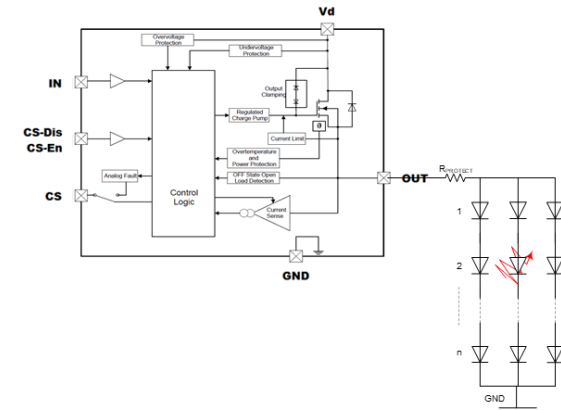 Vd
Overvoltage
Protection
Undervoltage
Protection
IN
Output
Clamping
Regulated
Charge Pump
CS-Dis
CS-En
Current Limit
Overtemperature
and
Power Protection
OFF State Open
Load Detection
Analog Fault
CS
Control
Logic
Current
Sense
OUT
RPROTECT
GND
1
2
n
GND